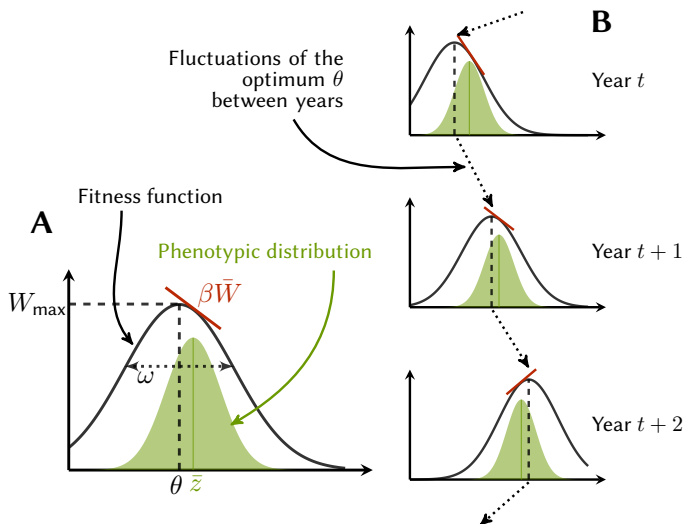 B
Fluctuations of the
optimum θ
between years
Year t
A
Fitness function
Phenotypic distribution
Year t + 1
W_max
βW̄
ω
θ z̄
Year t + 2